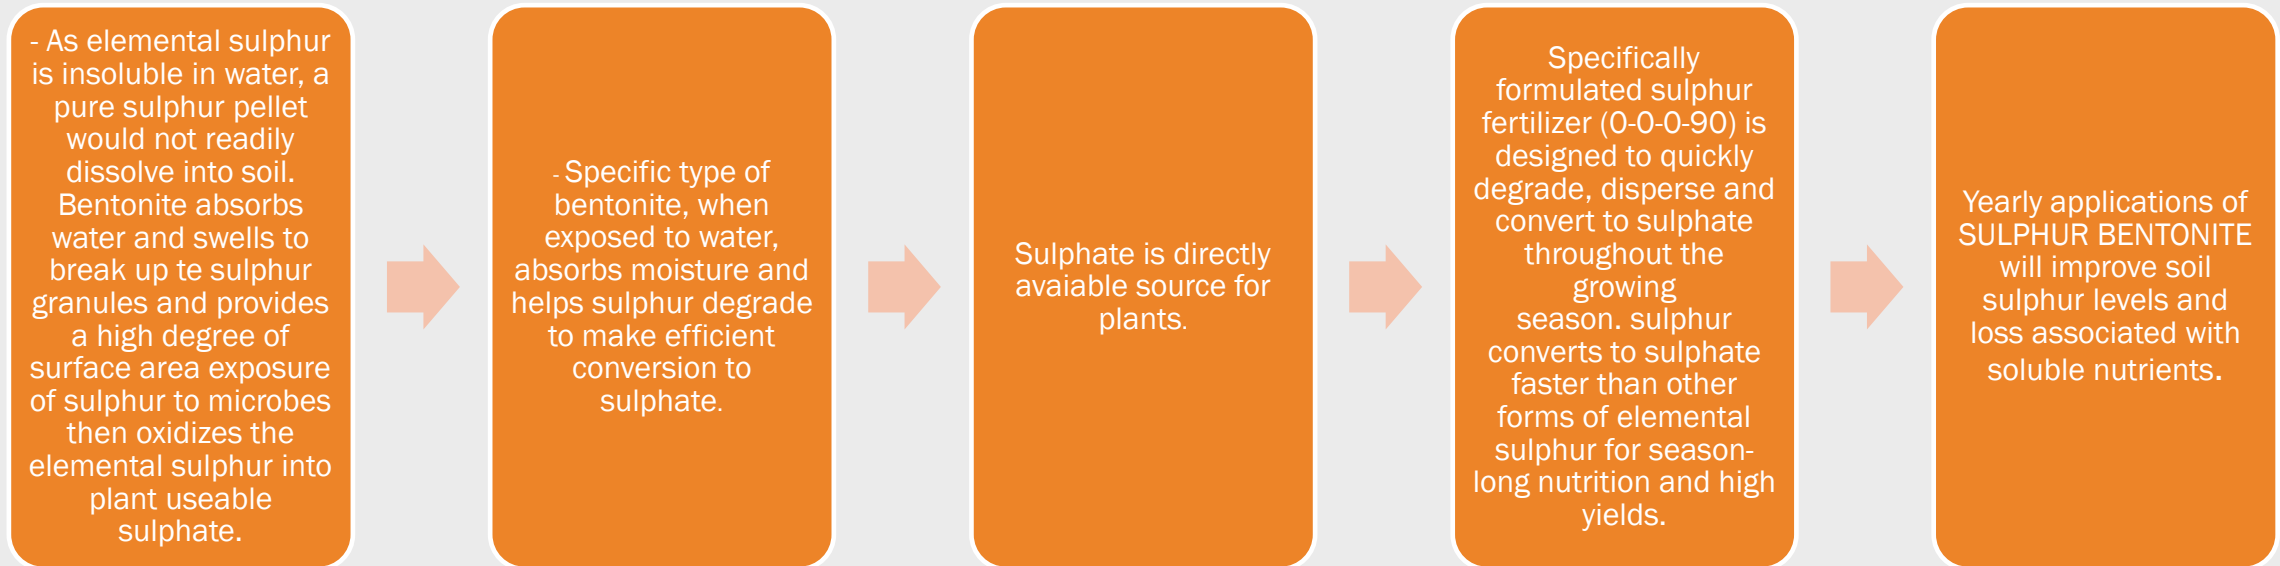 - As elemental sulphur
is insoluble in water, a
pure sulphur pellet
would not readily
dissolve into soil.
Bentonite absorbs
water and swells to
break up te sulphur
granules and provides
a high degree of
surface area exposure
of sulphur to microbes
then oxidizes the
elemental sulphur into
plant useable
sulphate.
- Specific type of
bentonite, when
exposed to water,
absorbs moisture and
helps sulphur degrade
to make efficient
conversion to
sulphate.
Sulphate is directly
avaiable source for
plants.
Specifically
formulated sulphur
fertilizer (0-0-0-90) is
designed to quickly
degrade, disperse and
convert to sulphate
throughout the
growing
season. sulphur
converts to sulphate
faster than other
forms of elemental
sulphur for season-
long nutrition and high
yields.
Yearly applications of
SULPHUR BENTONITE
will improve soil
sulphur levels and
loss associated with
soluble nutrients.